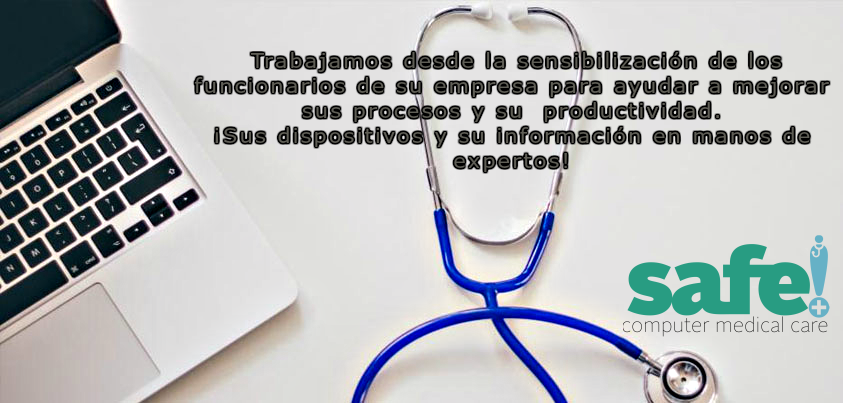 Trabajamos desde la sensibilización de los
funcionarios de su empresa para ayudar a mejorar
sus procesos y su productividad.
¡Sus dispositivos y su información en manos de
expertos!
safe!
computer medical care